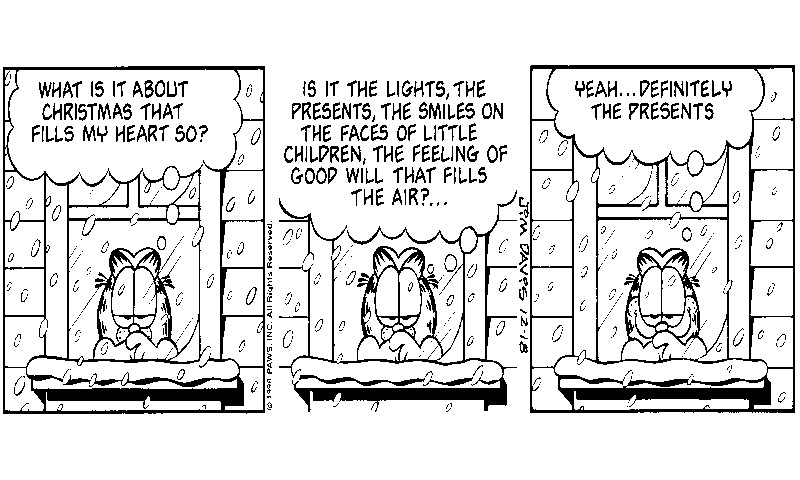 WHAT IS IT ABOUT
CHRISTMAS THAT
FILLS MY HEART SO?
IS IT THE LIGHTS, THE
PRESENTS, THE SMILES ON
THE FACES OF LITTLE
CHILDREN, THE FEELING OF
GOOD WILL THAT FILLS
THE AIR?...
YEAH...DEFINITELY
THE PRESENTS
PAWS, INC. All Rights Reserved.
JIM DAVIS 12-18